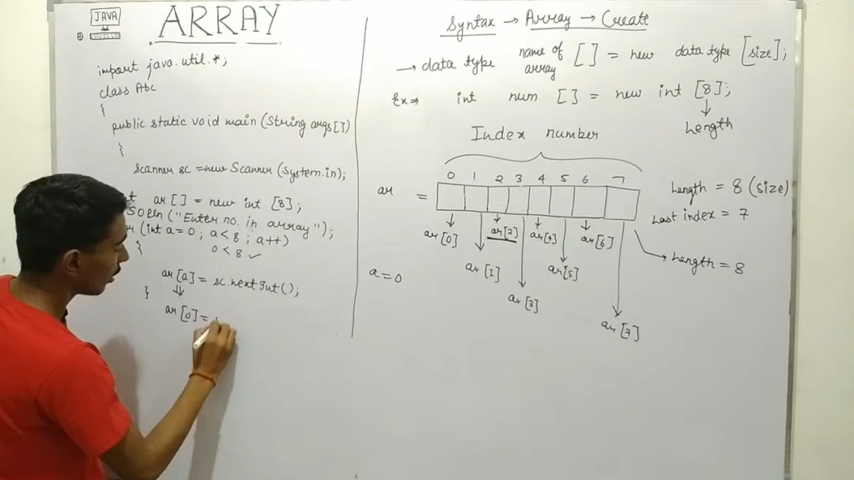 JAVA
ARRAY
import java.util.*;
class Abc
{
public static void main (String args[])
{
Scanner sc = new Scanner (System.in);
ar [ ] = new int [8];
SOPln ("Enter no. in array");
(int a=0 ; a<8 ; a++)
{
0<8 ✓
ar[a] = sc.nextInt();
}
ar[0] =
Syntax → Array → Create
→ data type name of array [ ] = new data type [size];
Ex ⇒ int num [ ] = new int [8];
Length
Index number
0 1 2 3 4 5 6 7
ar =
ar[0] ar[2] ar[4] ar[6]
ar[1] ar[5]
ar[3]
ar[7]
a=0
Length = 8 (size)
Last index = 7
Length = 8